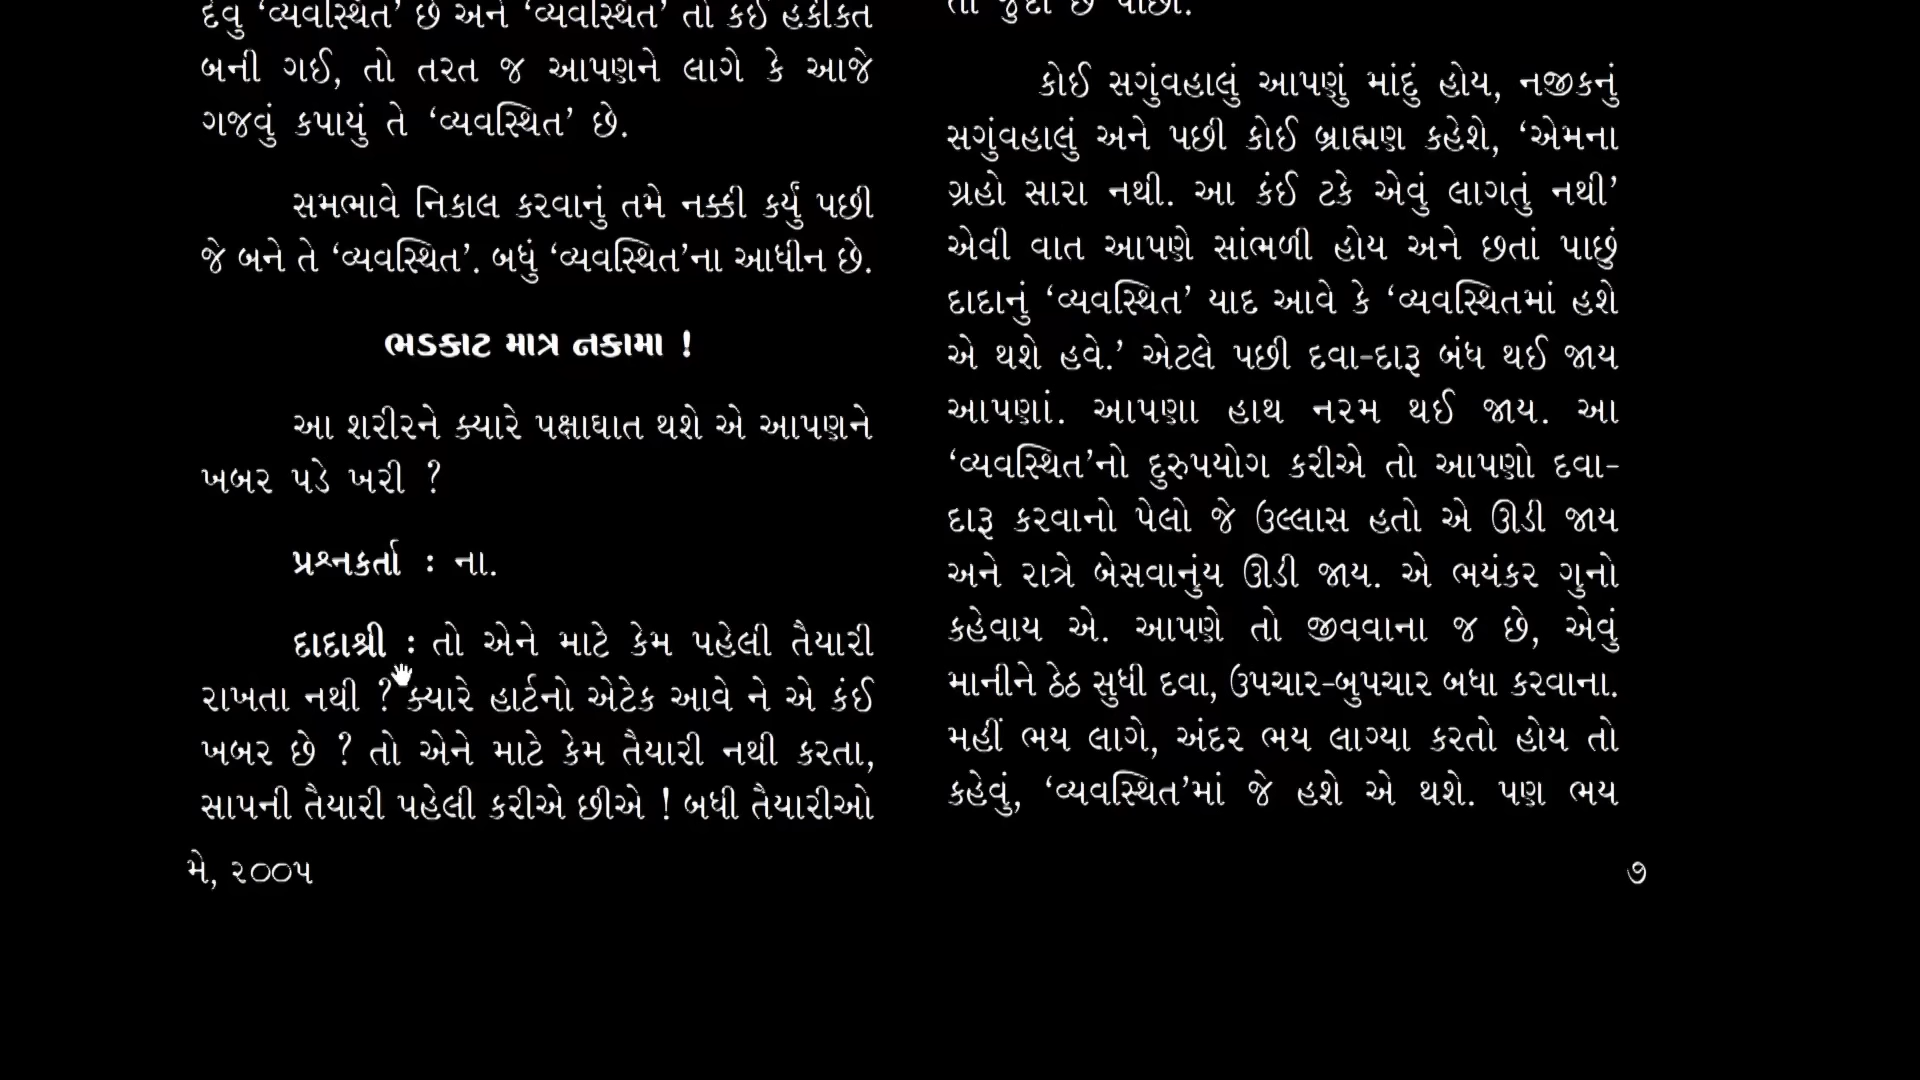 દેવું ‘વ્યવસ્થિત’ છે અને ‘વ્યવસ્થિત’ તો કંઈ હકીકત
બની ગઈ, તો તરત જ આપણને લાગે કે આજે
ગજવું કપાયું તે ‘વ્યવસ્થિત’ છે.
સમભાવે નિકાલ કરવાનું તમે નક્કી કર્યું પછી
જે બને તે ‘વ્યવસ્થિત’. બધું ‘વ્યવસ્થિત’ના આધીન છે.
ભડકાટ માત્ર નકામા !
આ શરીરને ક્યારે પક્ષાઘાત થશે એ આપણને
ખબર પડે ખરી ?
પ્રશ્નકર્તા : ના.
દાદાશ્રી : તો એને માટે કેમ પહેલી તૈયારી
રાખતા નથી ? ક્યારે હાર્ટનો એટેક આવે ને એ કંઈ
ખબર છે ? તો એને માટે કેમ તૈયારી નથી કરતા,
સાપની તૈયારી પહેલી કરીએ છીએ ! બધી તૈયારીઓ
તો જુદી છે પાછી.
કોઈ સગુંવહાલું આપણું માંદું હોય, નજીકનું
સગુંવહાલું અને પછી કોઈ બ્રાહ્મણ કહેશે, ‘એમના
ગ્રહો સારા નથી. આ કંઈ ટકે એવું લાગતું નથી’
એવી વાત આપણે સાંભળી હોય અને છતાં પાછું
દાદાનું ‘વ્યવસ્થિત’ યાદ આવે કે ‘વ્યવસ્થિતમાં હશે
એ થશે હવે.’ એટલે પછી દવા-દારૂ બંધ થઈ જાય
આપણાં. આપણા હાથ નરમ થઈ જાય. આ
‘વ્યવસ્થિત’નો દુરુપયોગ કરીએ તો આપણો દવા-
દારૂ કરવાનો પેલો જે ઉલ્લાસ હતો એ ઊડી જાય
અને રાત્રે બેસવાનુંય ઊડી જાય. એ ભયંકર ગુનો
કહેવાય એ. આપણે તો જીવવાના જ છે, એવું
માનીને ઠેઠ સુધી દવા, ઉપચાર-બુપચાર બધા કરવાના.
મહીં ભય લાગે, અંદર ભય લાગ્યા કરતો હોય તો
કહેવું, ‘વ્યવસ્થિત’માં જે હશે એ થશે. પણ ભય
મે, ૨૦૦૫
૭